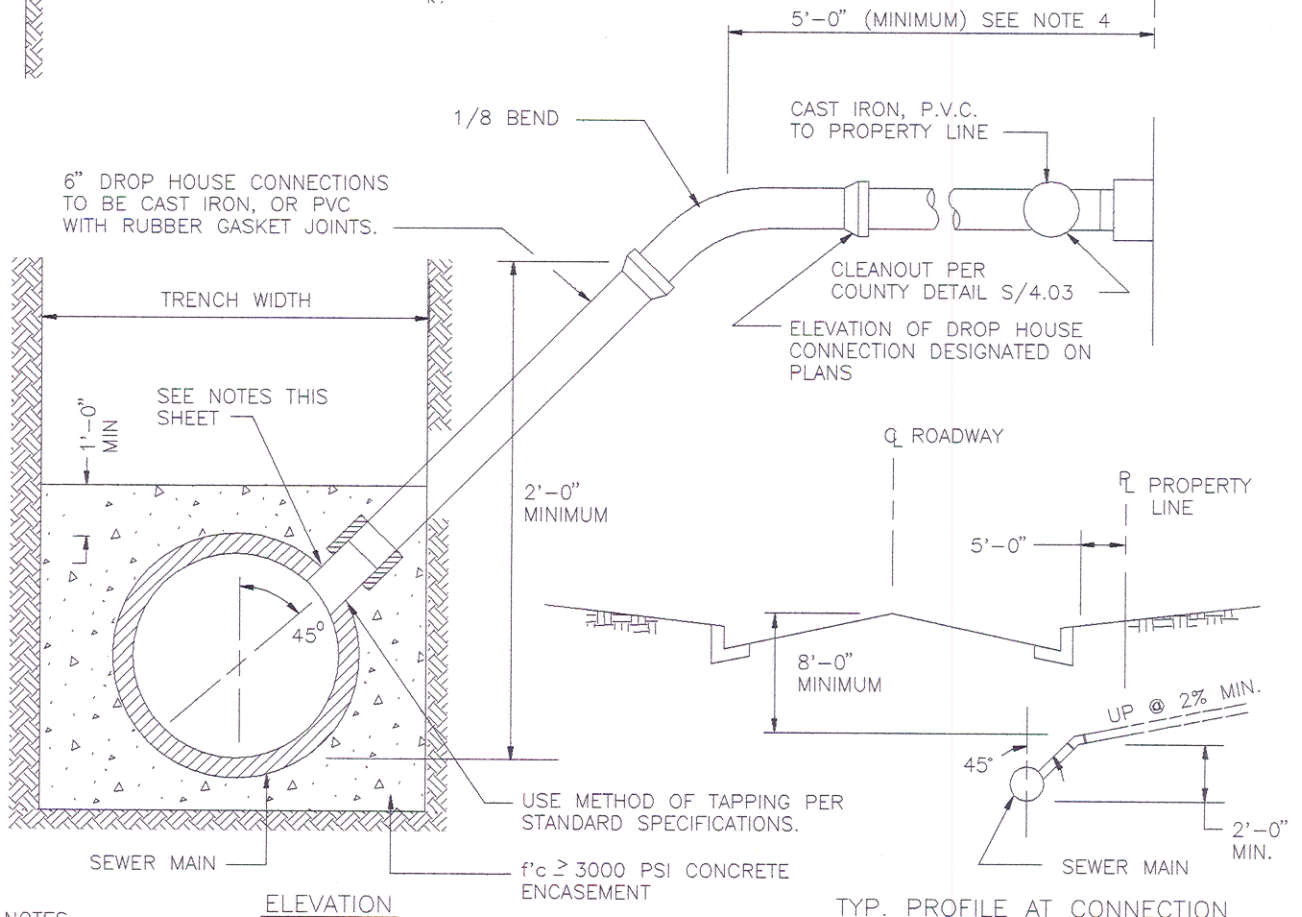 5'-0" (MINIMUM) SEE NOTE 4
1/8 BEND
CAST IRON, P.V.C.
TO PROPERTY LINE
6" DROP HOUSE CONNECTIONS
TO BE CAST IRON, OR PVC
WITH RUBBER GASKET JOINTS.
TRENCH WIDTH
CLEANOUT PER
COUNTY DETAIL S/4.03
ELEVATION OF DROP HOUSE
CONNECTION DESIGNATED ON
PLANS
SEE NOTES THIS
SHEET
1'-0"
MIN
2'-0"
MINIMUM
45°
USE METHOD OF TAPPING PER
STANDARD SPECIFICATIONS.
SEWER MAIN
f'c ≥ 3000 PSI CONCRETE
ENCASEMENT
ELEVATION
℄ ROADWAY
PL PROPERTY
LINE
5'-0"
8'-0"
MINIMUM
UP @ 2% MIN.
45°
2'-0"
MIN.
SEWER MAIN
TYP. PROFILE AT CONNECTION
NOTES